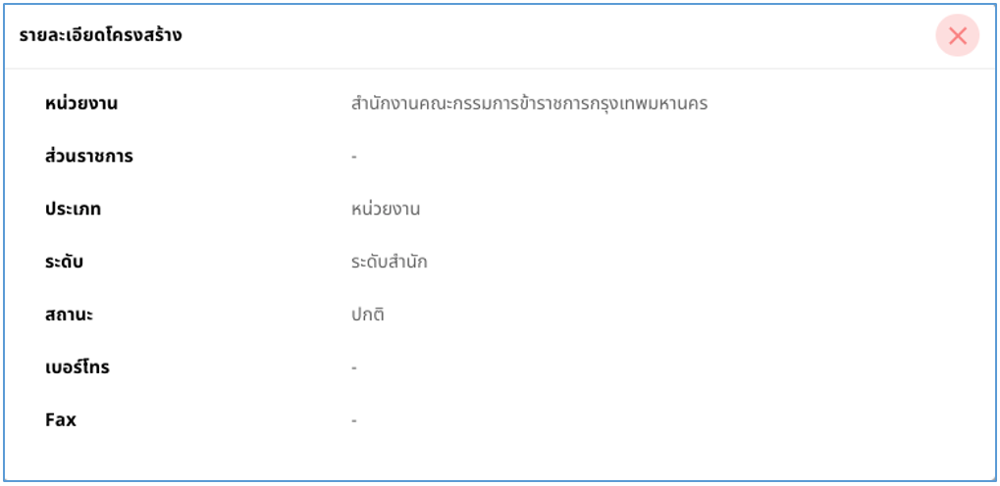 รายละเอียดโครงสร้าง
หน่วยงาน สำนักงานคณะกรรมการข้าราชการกรุงเทพมหานคร
ส่วนราชการ -
ประเภท หน่วยงาน
ระดับ ระดับสำนัก
สถานะ ปกติ
เบอร์โทร -
Fax -